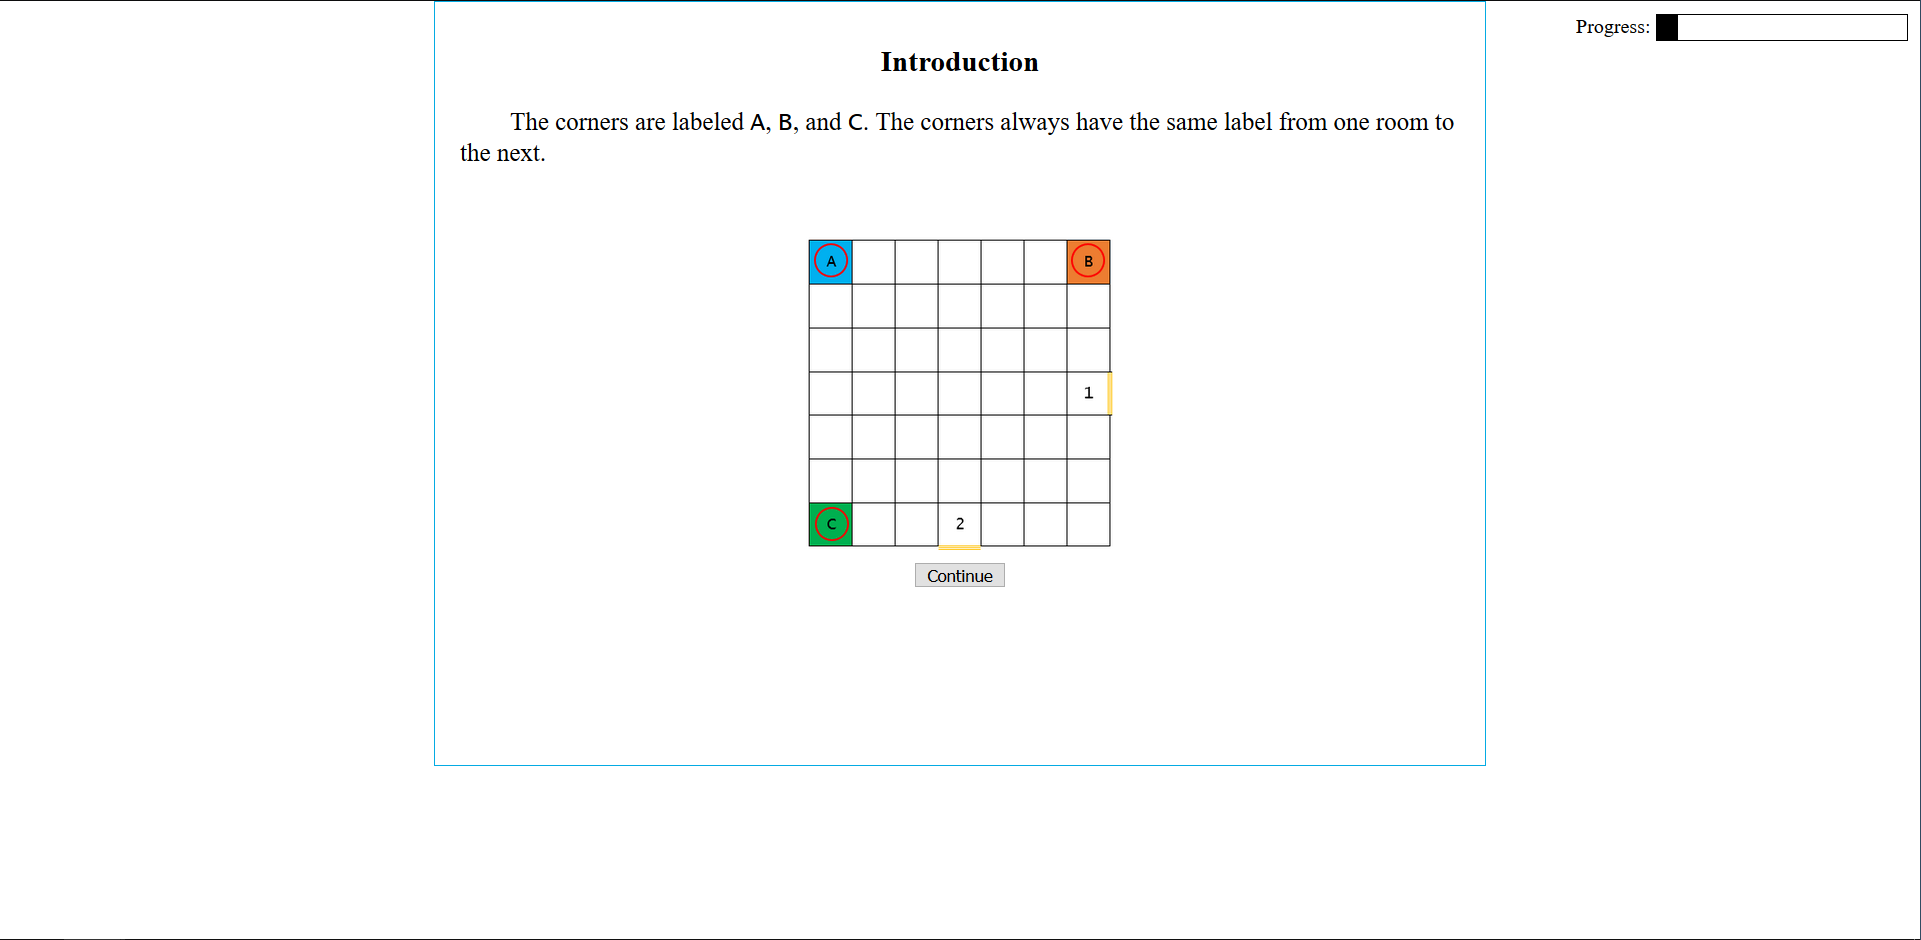 Progress:
Introduction
The corners are labeled A, B, and C. The corners always have the same label from one room to
the next.
A B
1
C 2
Continue